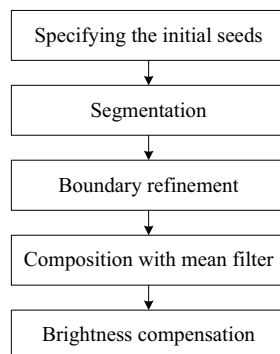 Specifying the initial seeds
Segmentation
Boundary refinement
Composition with mean filter
Brightness compensation